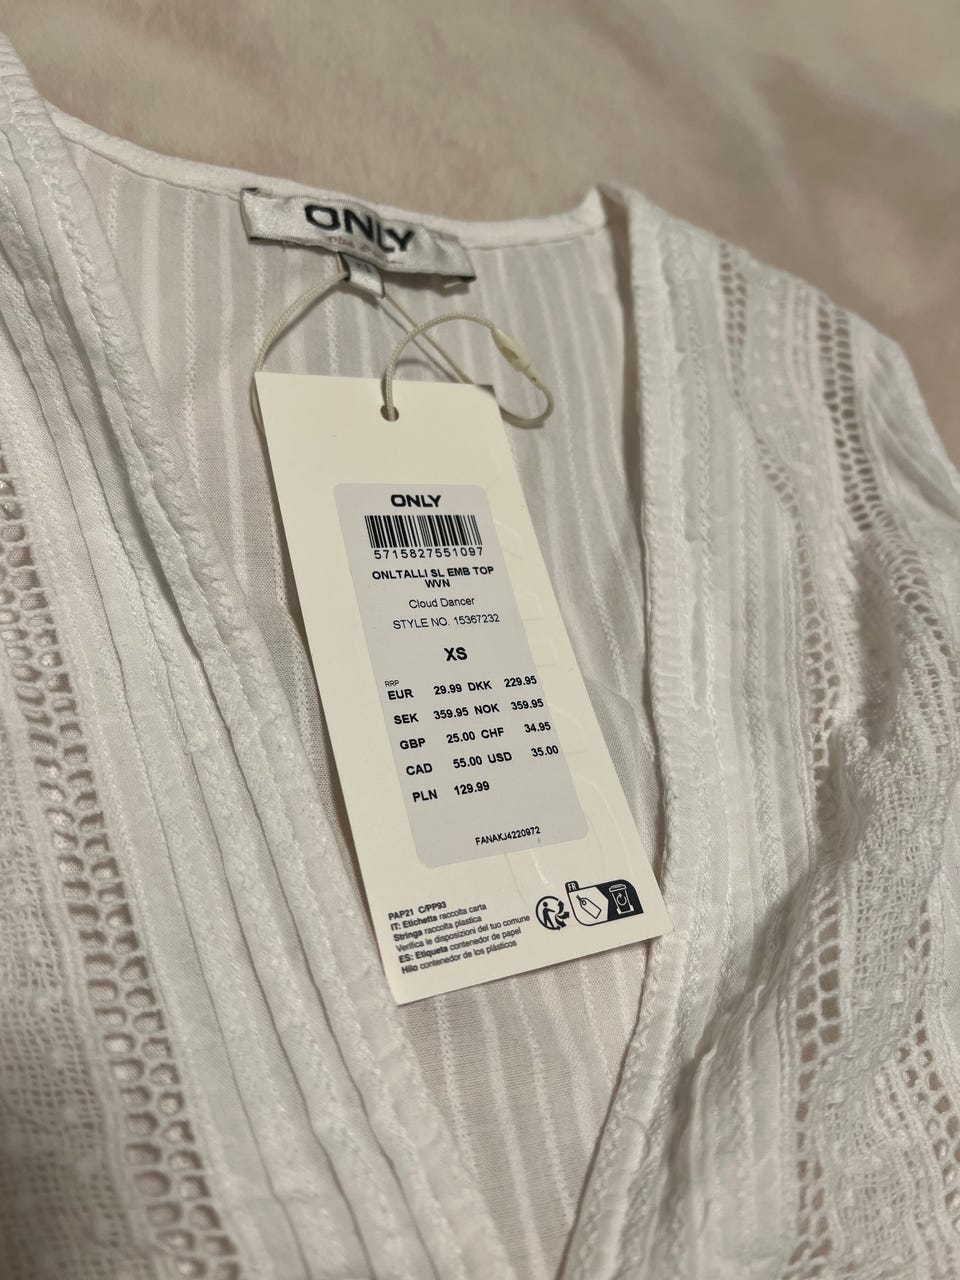 ONLY
ONLY
5715827551097
ONLTALLI SL EMB TOP
WVN
Cloud Dancer
STYLE NO. 15367232
XS
RRP
EUR 29.99 DKK 229.95
SEK 359.95 NOK 359.95
GBP 25.00 CHF 34.95
CAD 55.00 USD 35.00
PLN 129.99
FANAKJ4220972
FR
PAP21 C/PP93
IT: Etichetta raccolta carta
Stringa raccolta plastica
Verifica le disposizioni del tuo comune
ES: Etiqueta contenedor de papel
Hilo contenedor de los plásticos